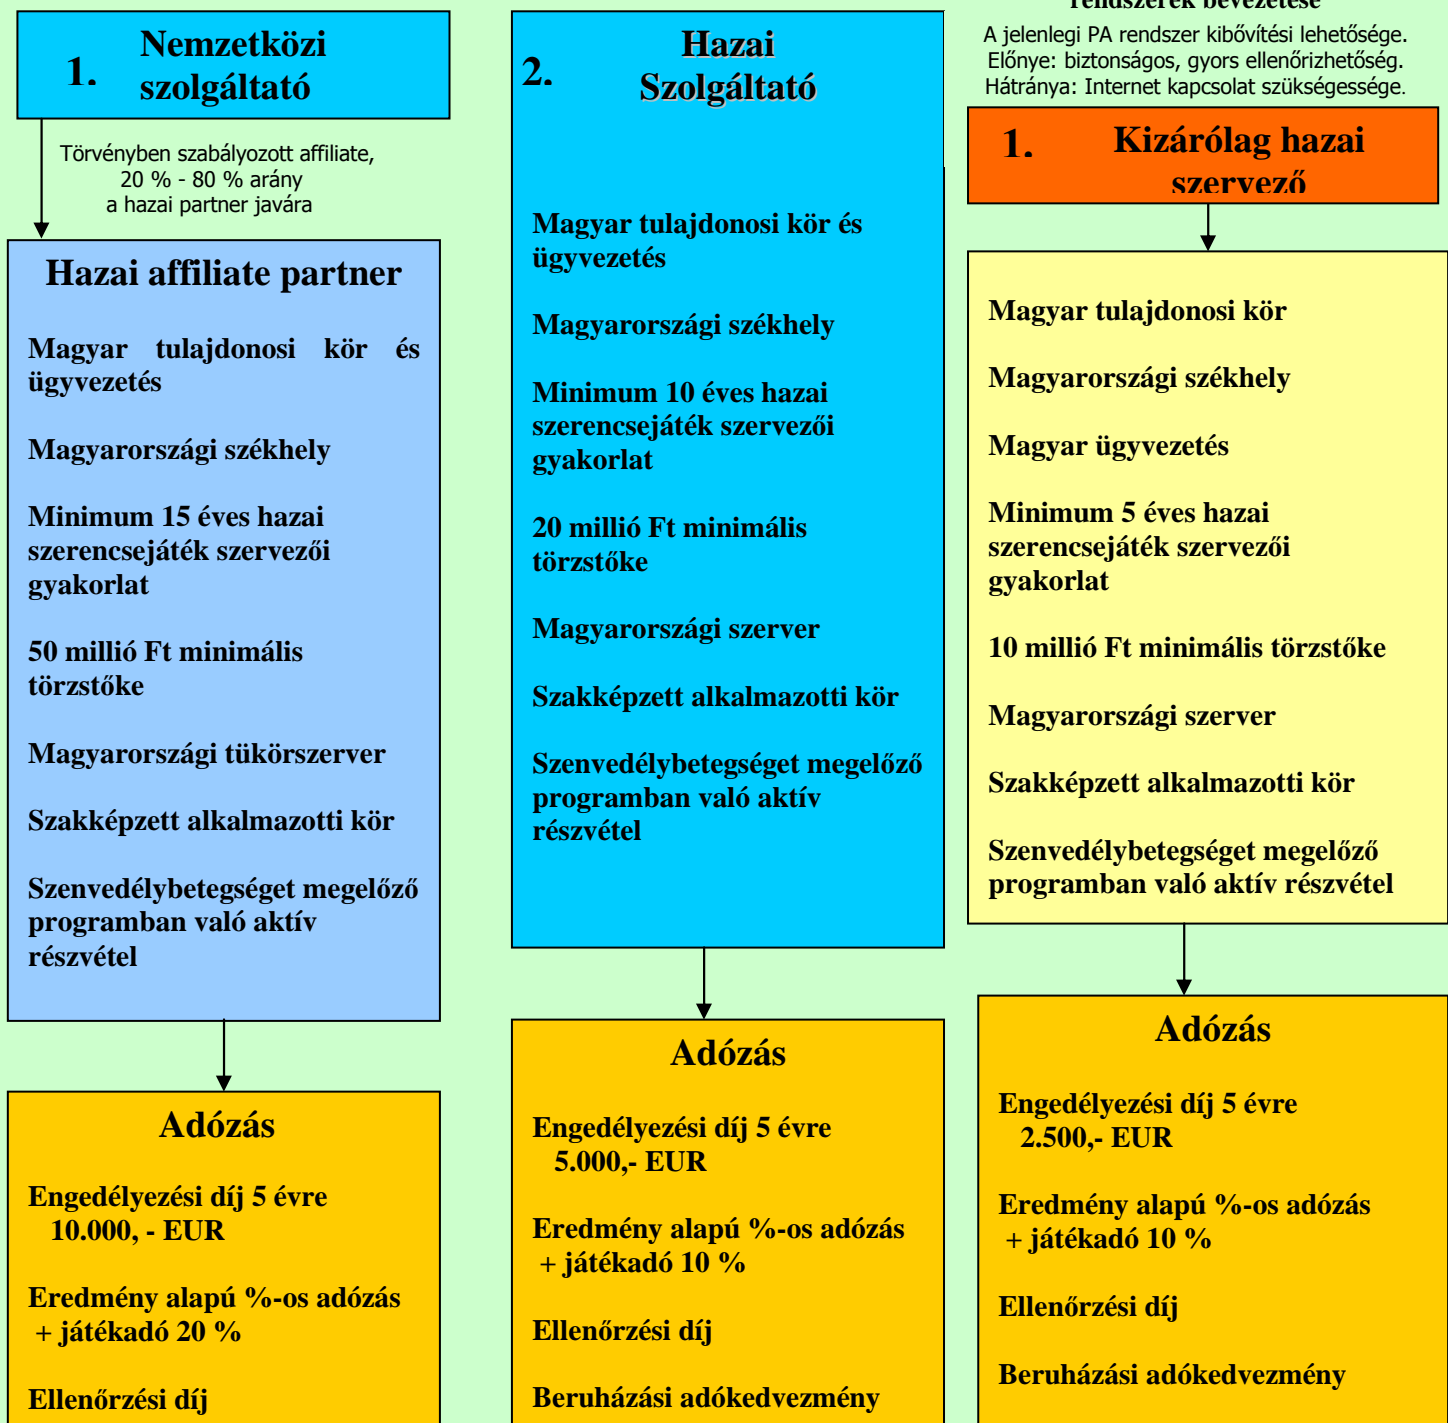 1.
Nemzetközi
szolgáltató
Törvényben szabályozott affiliate,
20 % - 80 % arány
a hazai partner javára
Hazai affiliate partner
Magyar tulajdonosi kör és
ügyvezetés
Magyarországi székhely
Minimum 15 éves hazai
szerencsejáték szervezői
gyakorlat
50 millió Ft minimális
törzstőke
Magyarországi tükörszerver
Szakképzett alkalmazotti kör
Szenvedélybetegséget megelőző
programban való aktív
részvétel
Adózás
Engedélyezési díj 5 évre
10.000, - EUR
Eredmény alapú %-os adózás
+ játékadó 20 %
Ellenőrzési díj
2.
Hazai
Szolgáltató
Magyar tulajdonosi kör és
ügyvezetés
Magyarországi székhely
Minimum 10 éves hazai
szerencsejáték szervezői
gyakorlat
20 millió Ft minimális
törzstőke
Magyarországi szerver
Szakképzett alkalmazotti kör
Szenvedélybetegséget megelőző
programban való aktív
részvétel
Adózás
Engedélyezési díj 5 évre
5.000,- EUR
Eredmény alapú %-os adózás
+ játékadó 10 %
Ellenőrzési díj
Beruházási adókedvezmény
rendszerek bevezetése
A jelenlegi PA rendszer kibővítési lehetősége.
Előnye: biztonságos, gyors ellenőrizhetőség.
Hátránya: Internet kapcsolat szükségessége.
1.
Kizárólag hazai
szervező
Magyar tulajdonosi kör
Magyarországi székhely
Magyar ügyvezetés
Minimum 5 éves hazai
szerencsejáték szervezői
gyakorlat
10 millió Ft minimális törzstőke
Magyarországi szerver
Szakképzett alkalmazotti kör
Szenvedélybetegséget megelőző
programban való aktív részvétel
Adózás
Engedélyezési díj 5 évre
2.500,- EUR
Eredmény alapú %-os adózás
+ játékadó 10 %
Ellenőrzési díj
Beruházási adókedvezmény